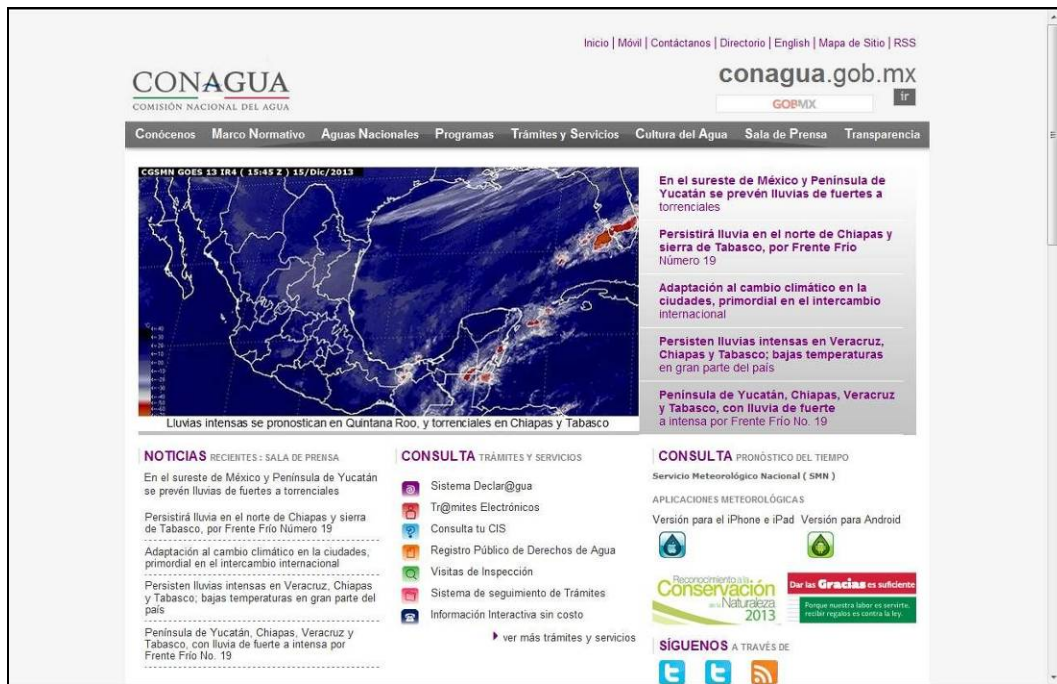 Inicio | Móvil | Contáctanos | Directorio | English | Mapa de Sitio | RSS
CONAGUA
COMISIÓN NACIONAL DEL AGUA
conagua.gob.mx
GOBMX
ir
Conócenos Marco Normativo Aguas Nacionales Programas Trámites y Servicios Cultura del Agua Sala de Prensa Transparencia
CGSMN GOES 13 IR4 ( 15:45 Z ) 15/Dic/2013
Lluvias intensas se pronostican en Quintana Roo, y torrenciales en Chiapas y Tabasco
En el sureste de México y Península de
Yucatán se prevén lluvias de fuertes a
torrenciales
Persistirá lluvia en el norte de Chiapas y
sierra de Tabasco, por Frente Frío
Número 19
Adaptación al cambio climático en la
ciudades, primordial en el intercambio
internacional
Persisten lluvias intensas en Veracruz,
Chiapas y Tabasco; bajas temperaturas
en gran parte del país
Península de Yucatán, Chiapas, Veracruz
y Tabasco, con lluvia de fuerte
a intensa por Frente Frío No. 19
NOTICIAS RECIENTES : SALA DE PRENSA
En el sureste de México y Península de Yucatán
se prevén lluvias de fuertes a torrenciales
Persistirá lluvia en el norte de Chiapas y sierra
de Tabasco, por Frente Frío Número 19
Adaptación al cambio climático en la ciudades,
primordial en el intercambio internacional
Persisten lluvias intensas en Veracruz, Chiapas
y Tabasco; bajas temperaturas en gran parte del
país
Península de Yucatán, Chiapas, Veracruz y
Tabasco, con lluvia de fuerte a intensa por
Frente Frío No. 19
CONSULTA TRÁMITES Y SERVICIOS
Sistema Declar@gua
Tr@mites Electrónicos
Consulta tu CIS
Registro Público de Derechos de Agua
Visitas de Inspección
Sistema de seguimiento de Trámites
Información Interactiva sin costo
ver más trámites y servicios
CONSULTA PRONÓSTICO DEL TIEMPO
Servicio Meteorológico Nacional ( SMN )
APLICACIONES METEOROLÓGICAS
Versión para el iPhone e iPad Versión para Android
Reconocimiento a la
Conservación
de la Naturaleza
2013
Dar las Gracias es suficiente
Porque nuestra labor es servirte,
recibir regalos es contra la ley.
SÍGUENOS A TRAVÉS DE